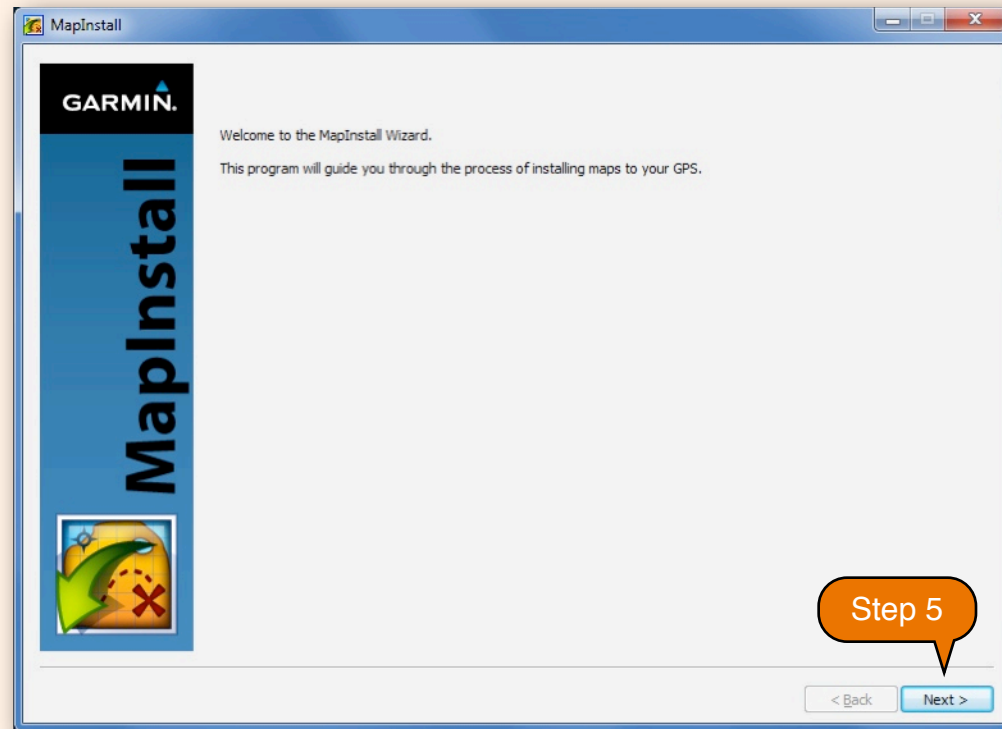 MapInstall
GARMIN.
MapInstall
Welcome to the MapInstall Wizard.
This program will guide you through the process of installing maps to your GPS.
Step 5
< Back
Next >